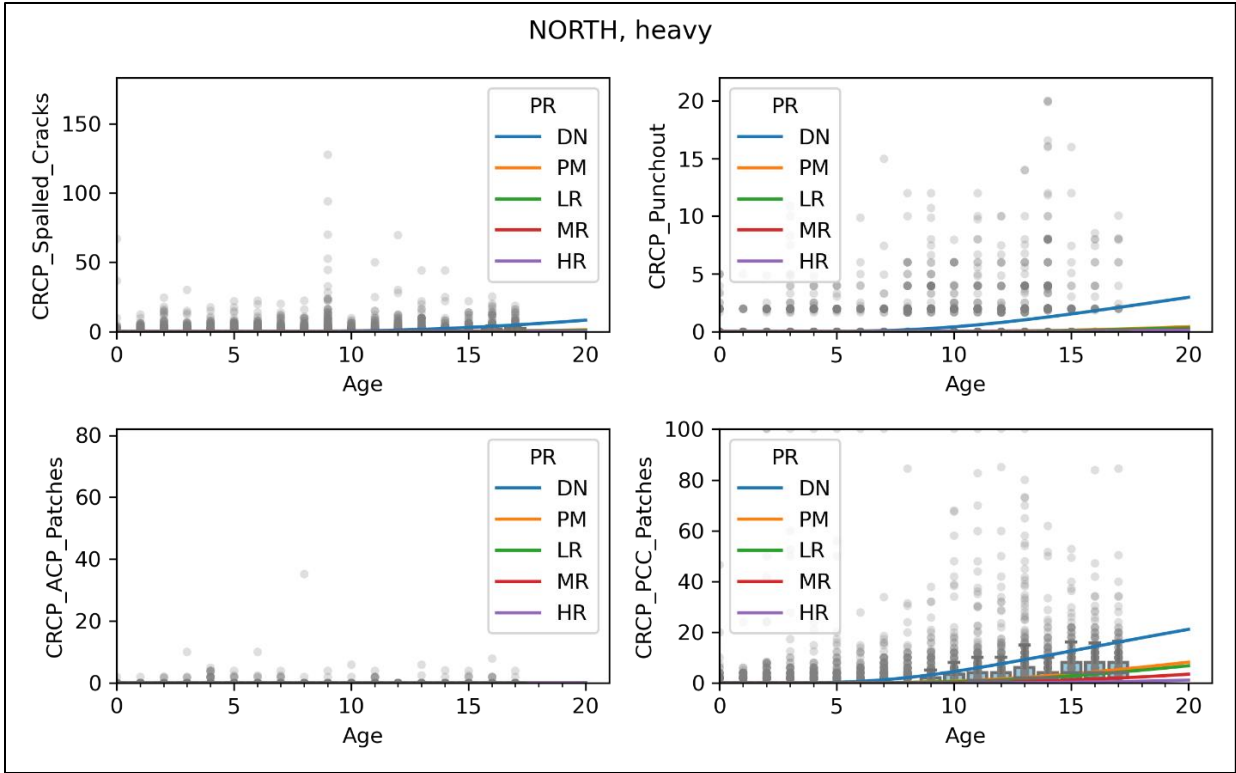 NORTH, heavy
CRCP_Spalled_Cracks
150
100
50
0
0 5 10 15 20
Age
PR
DN
PM
LR
MR
HR
CRCP_Punchout
20
15
10
5
0
0 5 10 15 20
Age
PR
DN
PM
LR
MR
HR
CRCP_ACP_Patches
80
60
40
20
0
0 5 10 15 20
Age
PR
DN
PM
LR
MR
HR
CRCP_PCC_Patches
100
80
60
40
20
0
0 5 10 15 20
Age
PR
DN
PM
LR
MR
HR